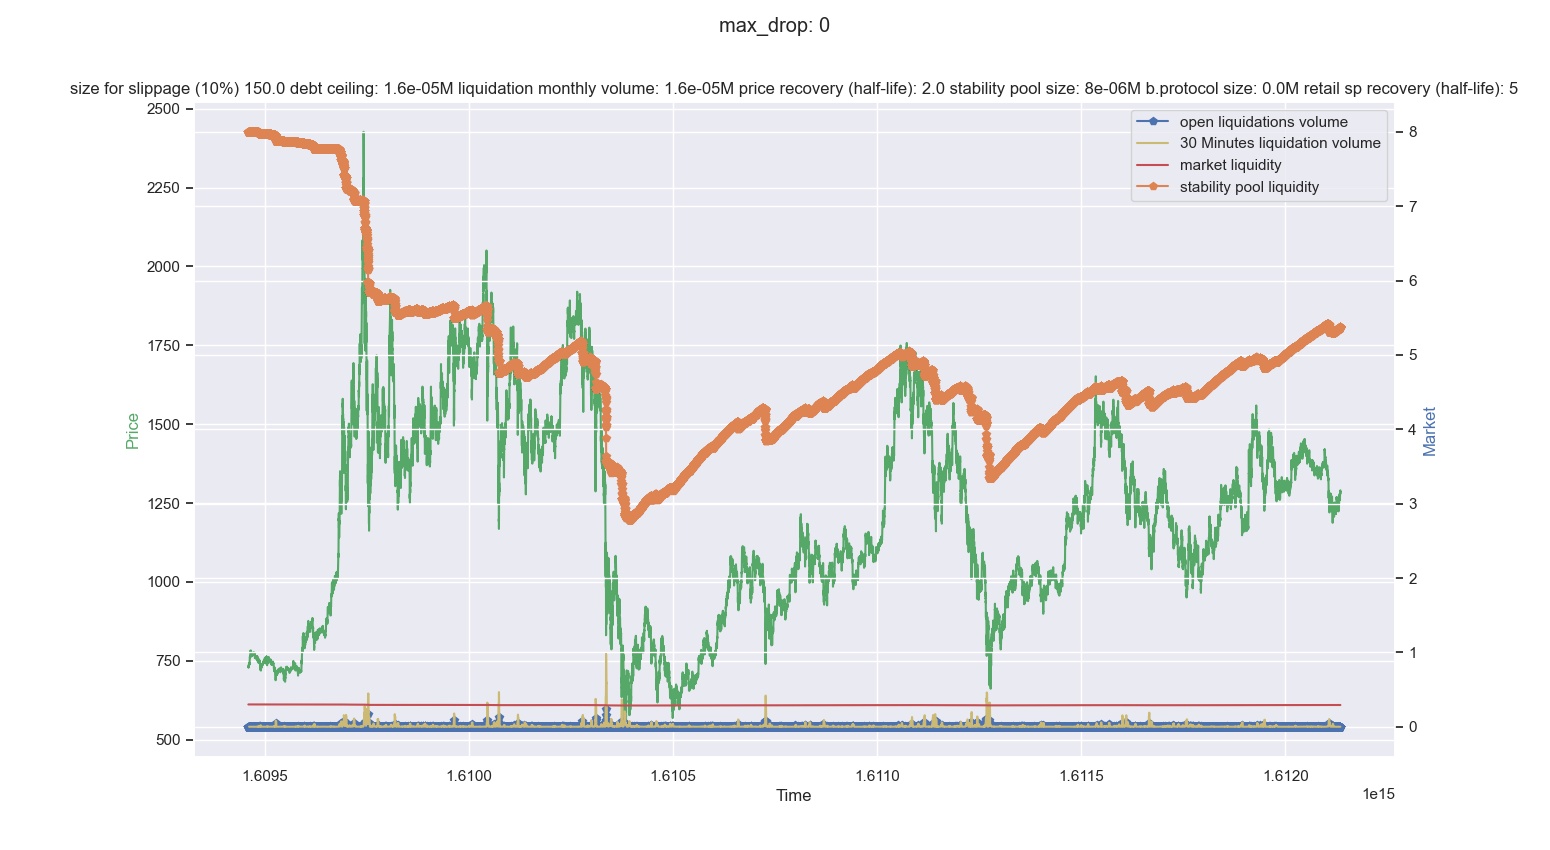 max_drop: 0
size for slippage (10%) 150.0 debt ceiling: 1.6e-05M liquidation monthly volume: 1.6e-05M price recovery (half-life): 2.0 stability pool size: 8e-06M b.protocol size: 0.0M retail sp recovery (half-life): 5
open liquidations volume
30 Minutes liquidation volume
market liquidity
stability pool liquidity
2500
2250
2000
1750
1500
1250
1000
750
500
Price
8
7
6
5
4
3
2
1
0
Market
1.6095 1.6100 1.6105 1.6110 1.6115 1.6120
Time
1e15